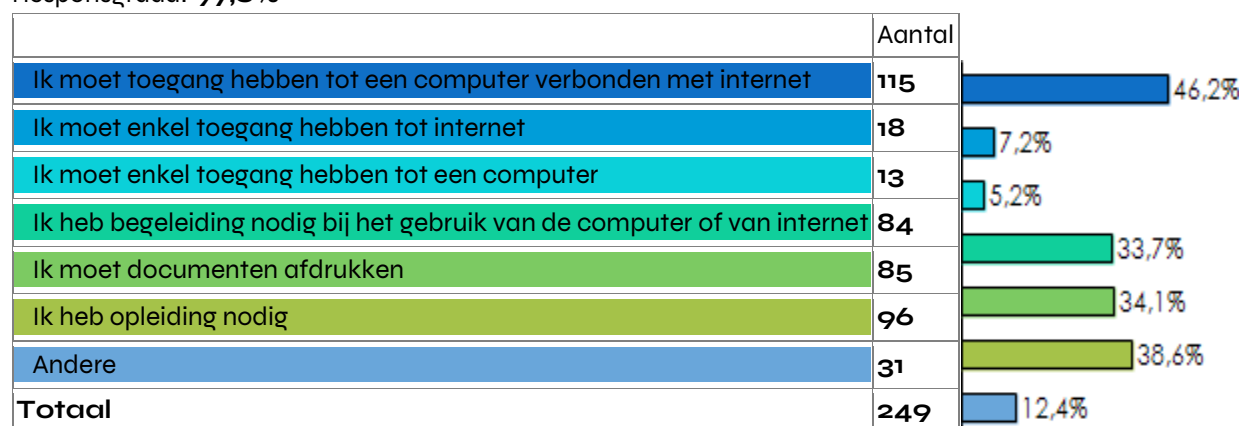 Aantal
Ik moet toegang hebben tot een computer verbonden met internet 115 46,2%
Ik moet enkel toegang hebben tot internet 18 7,2%
Ik moet enkel toegang hebben tot een computer 13 5,2%
Ik heb begeleiding nodig bij het gebruik van de computer of van internet 84 33,7%
Ik moet documenten afdrukken 85 34,1%
Ik heb opleiding nodig 96 38,6%
Andere 31 12,4%
Totaal 249